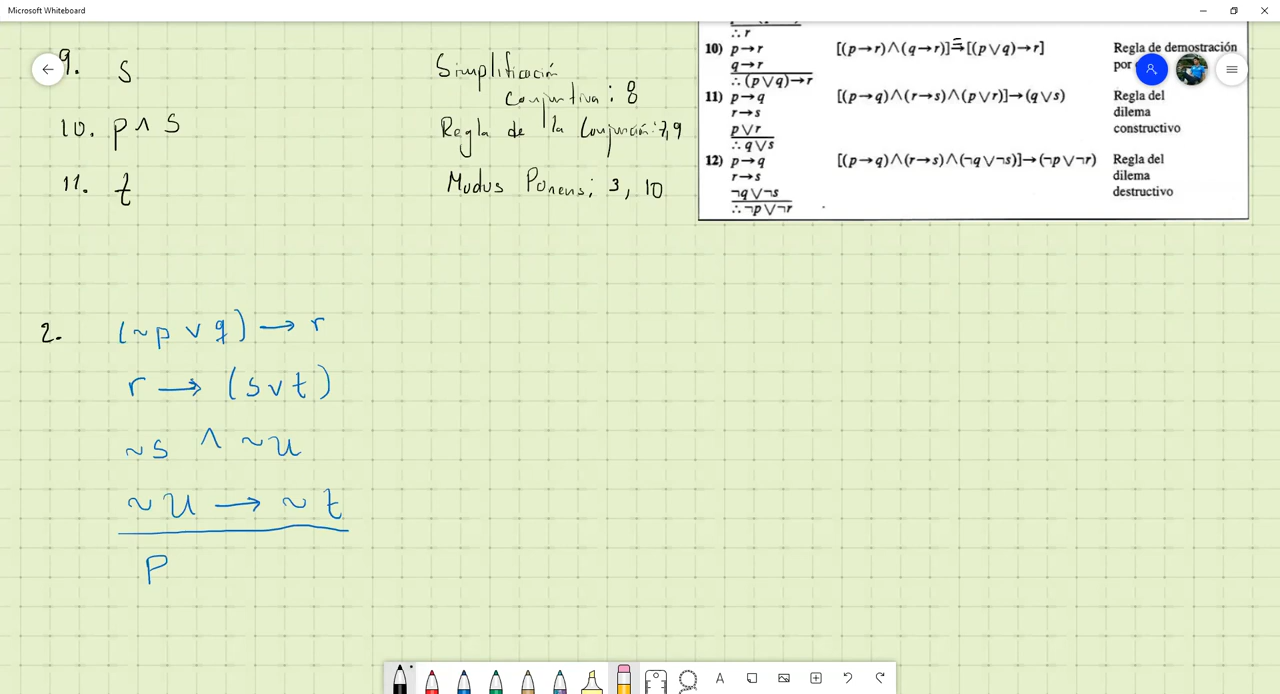 Microsoft Whiteboard
9. s Simplificación
Conjuntiva: 8
10. p ∧ s Regla de la Conjunción: 7, 9
11. t Modus Ponens; 3, 10
∴ r
10) p→r [(p→r)∧(q→r)]⇒[(p∨q)→r] Regla de demostración
q→r por
∴ (p∨q)→r
11) p→q [(p→q)∧(r→s)∧(p∨r)]→(q∨s) Regla del
r→s dilema
p∨r constructivo
∴ q∨s
12) p→q [(p→q)∧(r→s)∧(¬q∨¬s)]→(¬p∨¬r) Regla del
r→s dilema
¬q∨¬s destructivo
∴ ¬p∨¬r
2. (~p ∨ q) → r
r → (s ∨ t)
~s ∧ ~u
~u → ~t
p